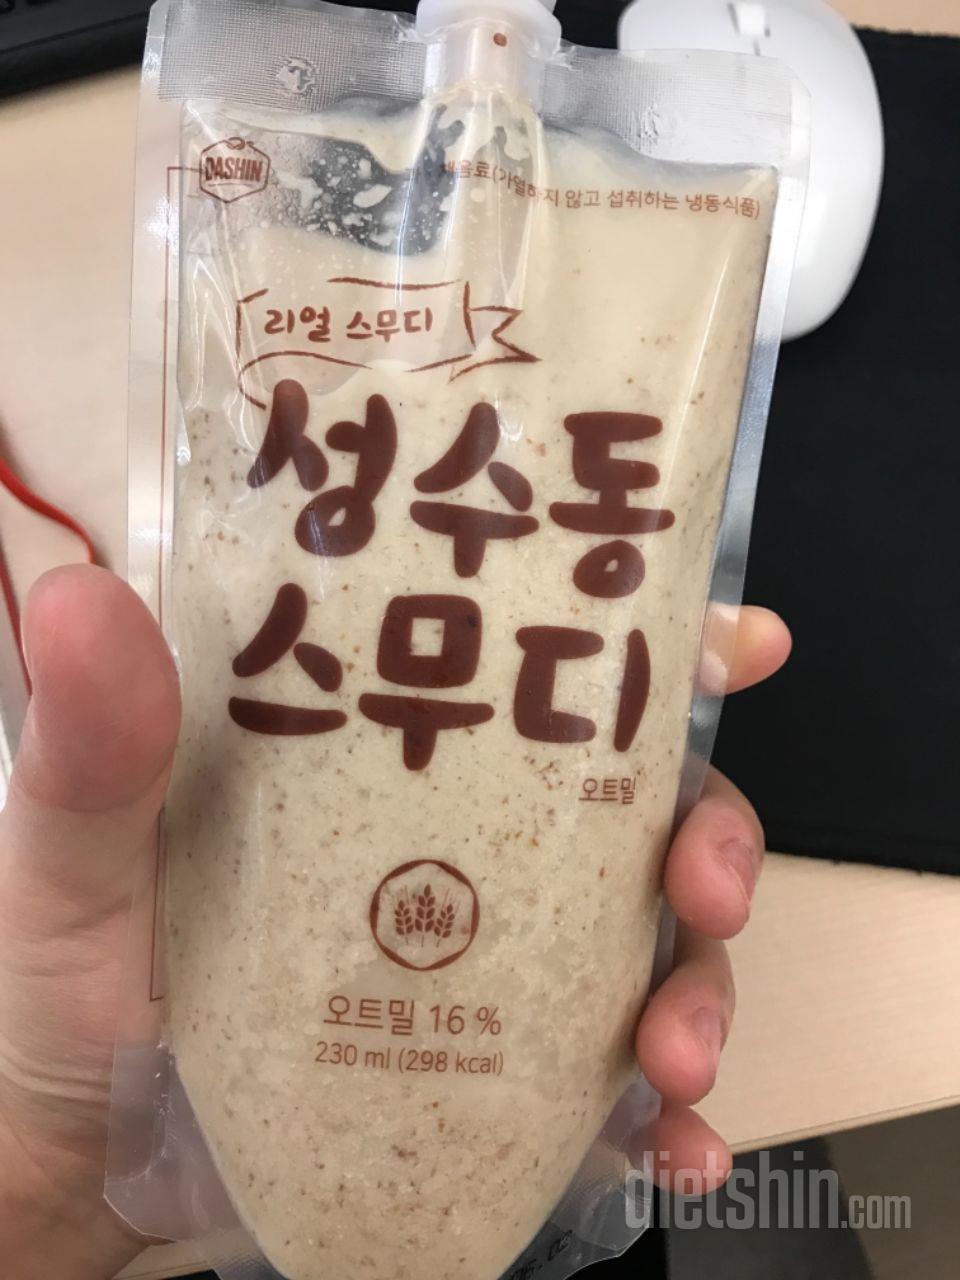 DASHIN
(가열하지 않고 섭취하는 냉동식품)
리얼 스무디
성수동
스무디
오트밀
오트밀 16 %
230 ml (298 kcal)
dietshin.com